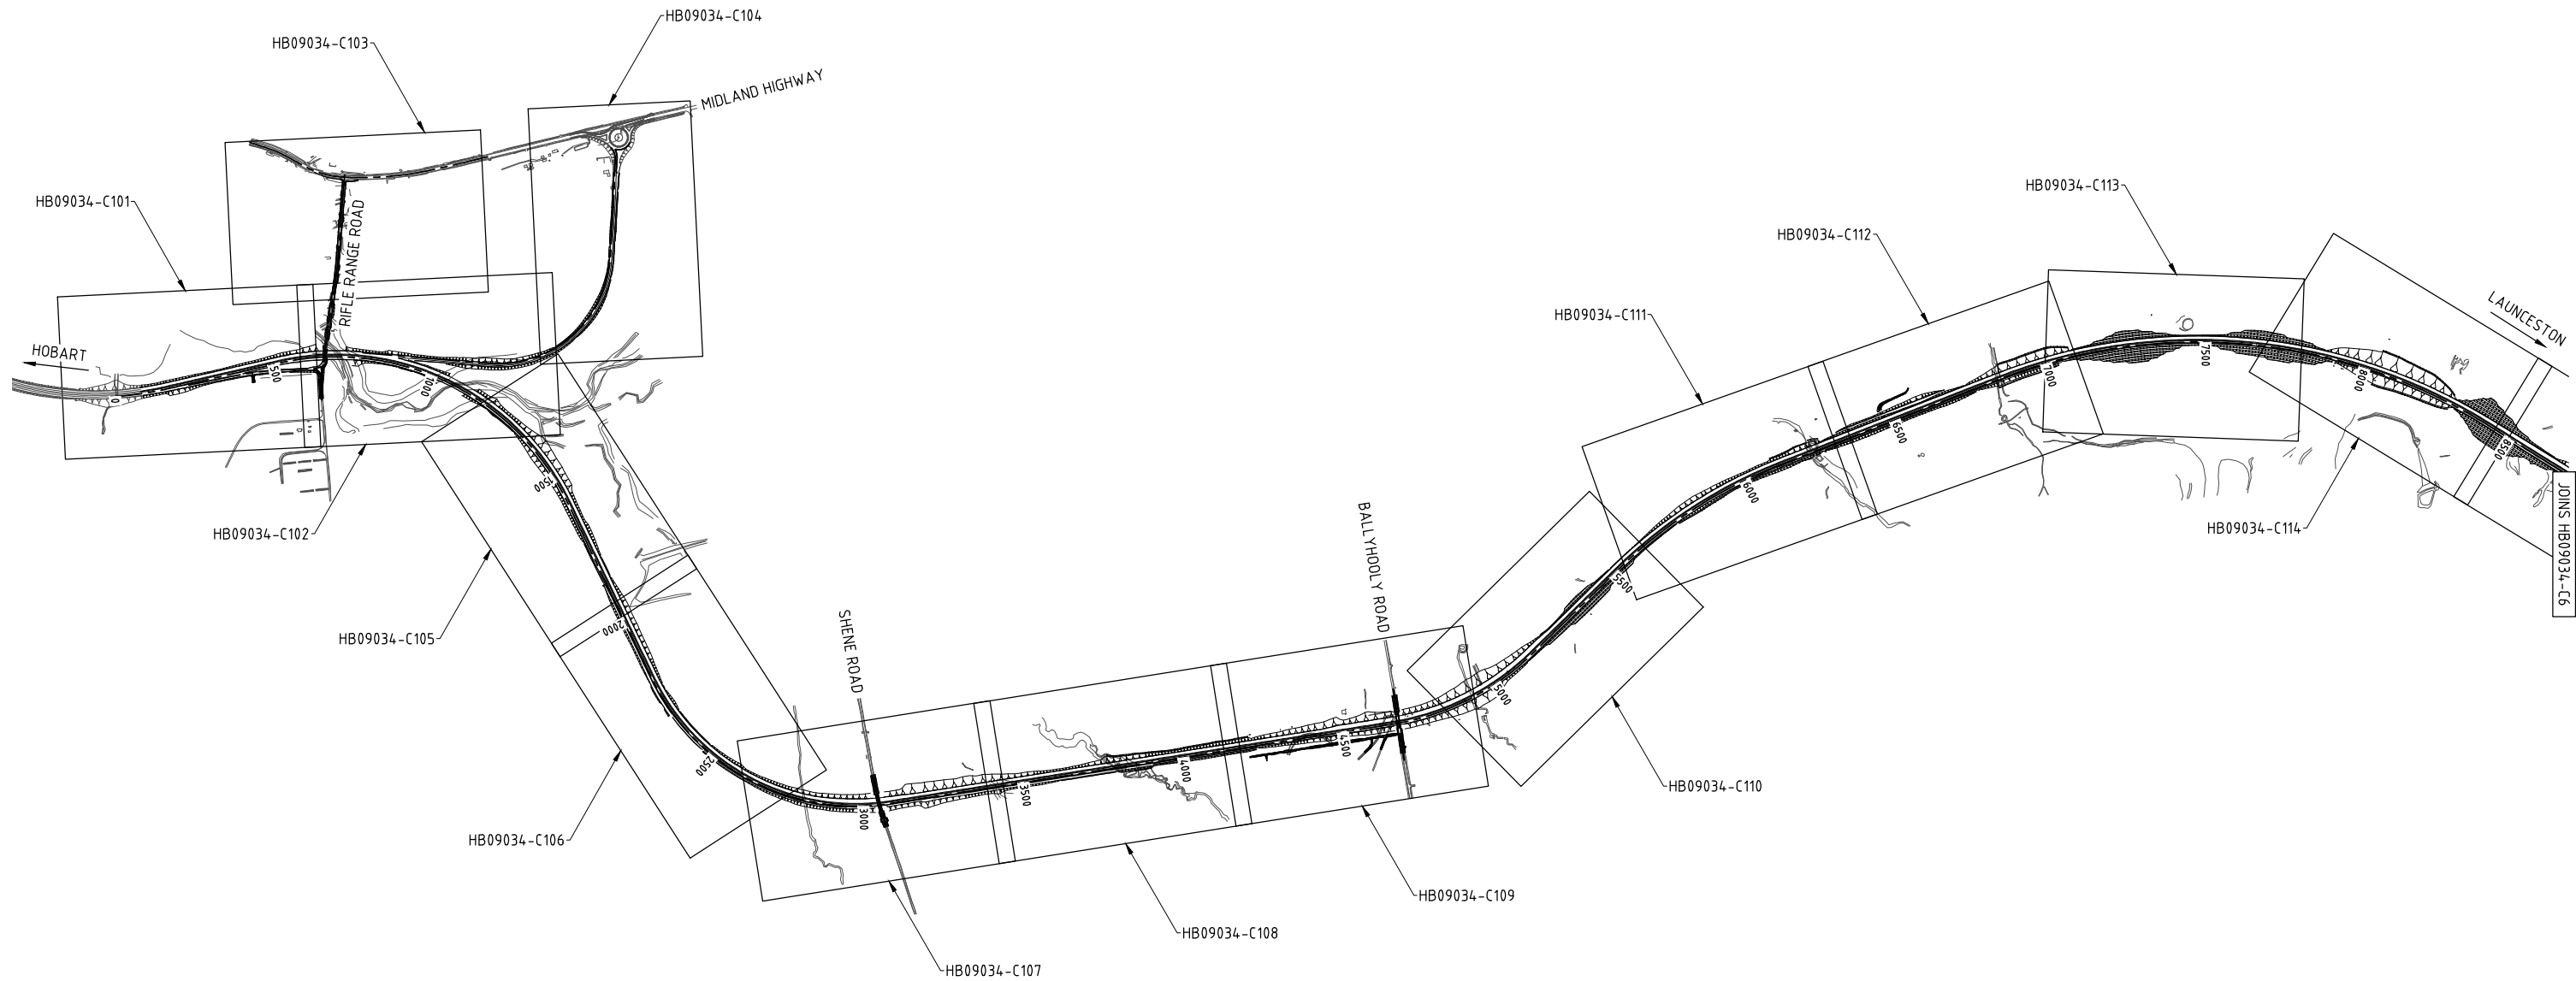 HB09034-C104
HB09034-C103
MIDLAND HIGHWAY
HB09034-C101
RIFLE RANGE ROAD
HOBART
0
500
1000
HB09034-C102
1500
HB09034-C105
2000
HB09034-C106
2500
SHENE ROAD
3000
HB09034-C107
3500
HB09034-C108
4000
4500
BALLYHOOLY ROAD
HB09034-C109
5000
HB09034-C110
5500
HB09034-C111
6000
HB09034-C112
6500
7000
HB09034-C113
7500
8000
HB09034-C114
8500
LAUNCESTON
JOINS HB09034-C6